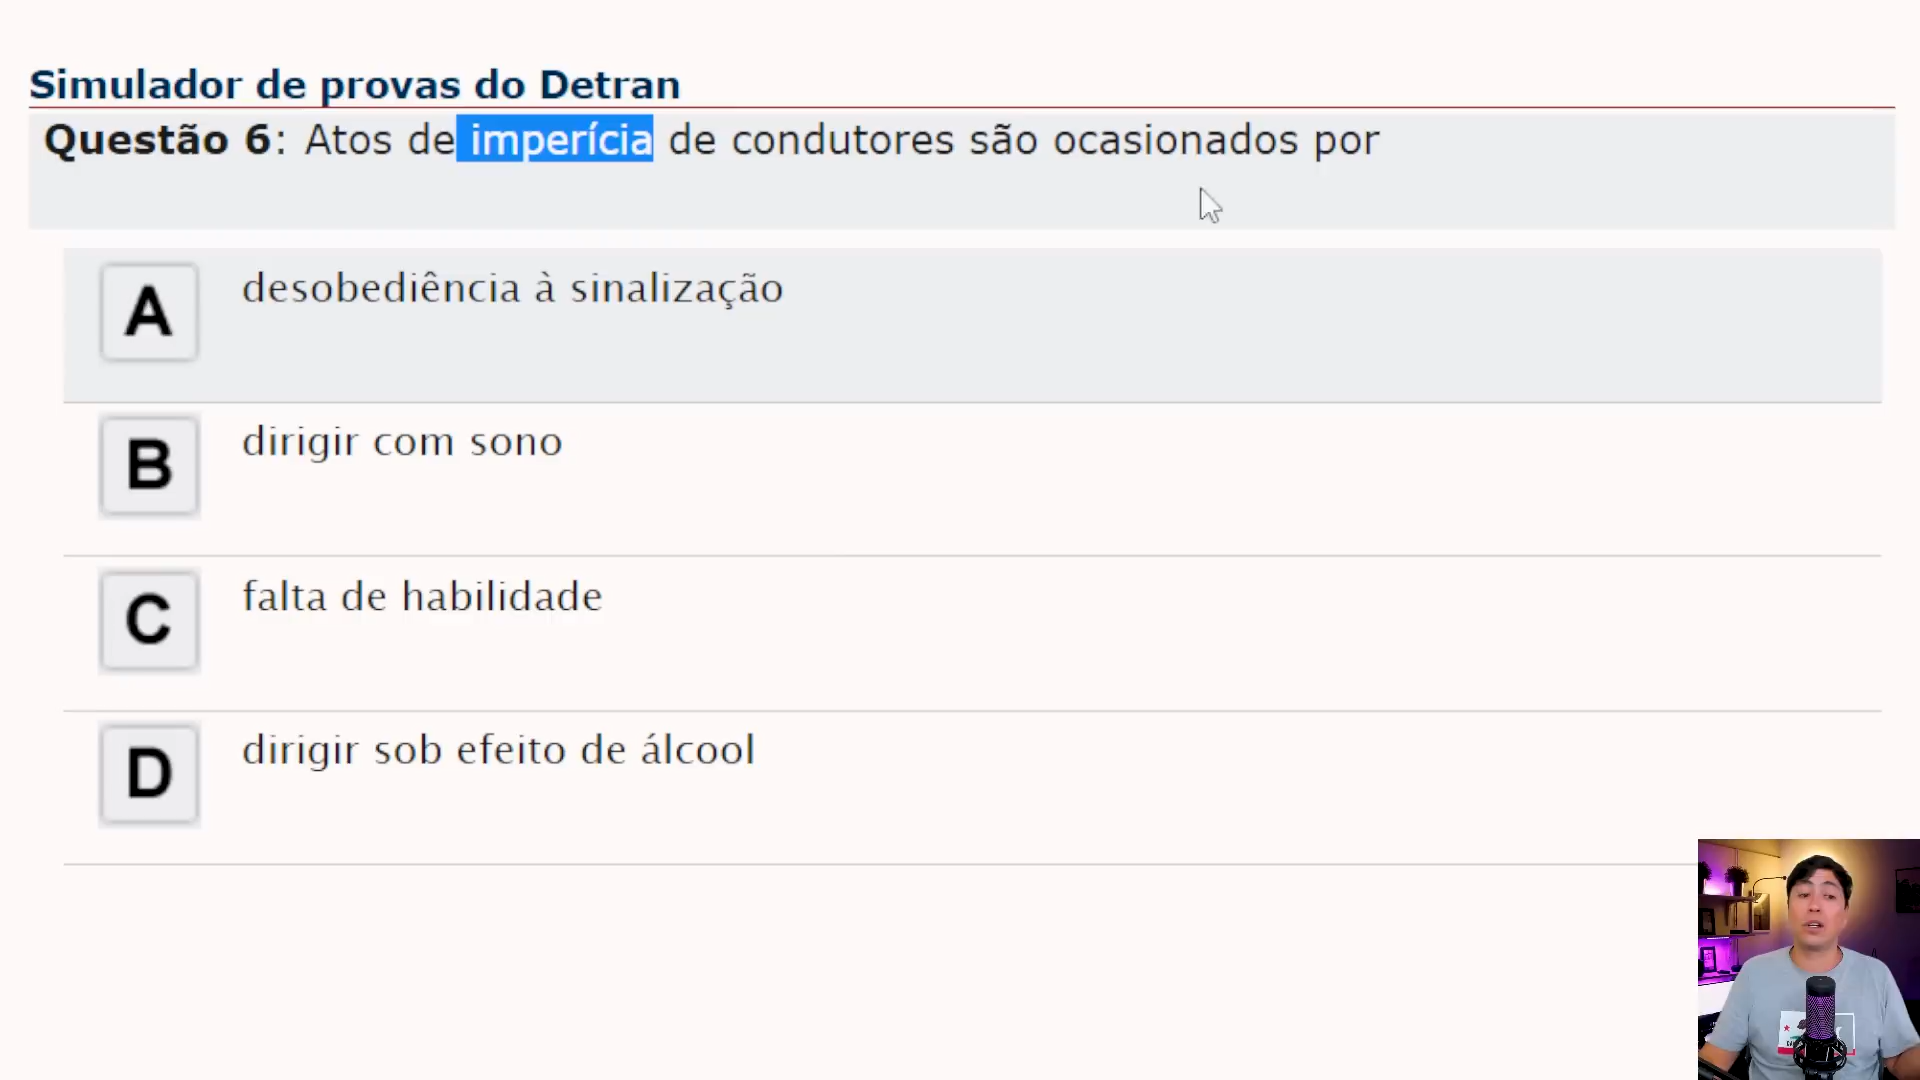 Simulador de provas do Detran
Questão 6: Atos de imperícia de condutores são ocasionados por
A desobediência à sinalização
B dirigir com sono
C falta de habilidade
D dirigir sob efeito de álcool